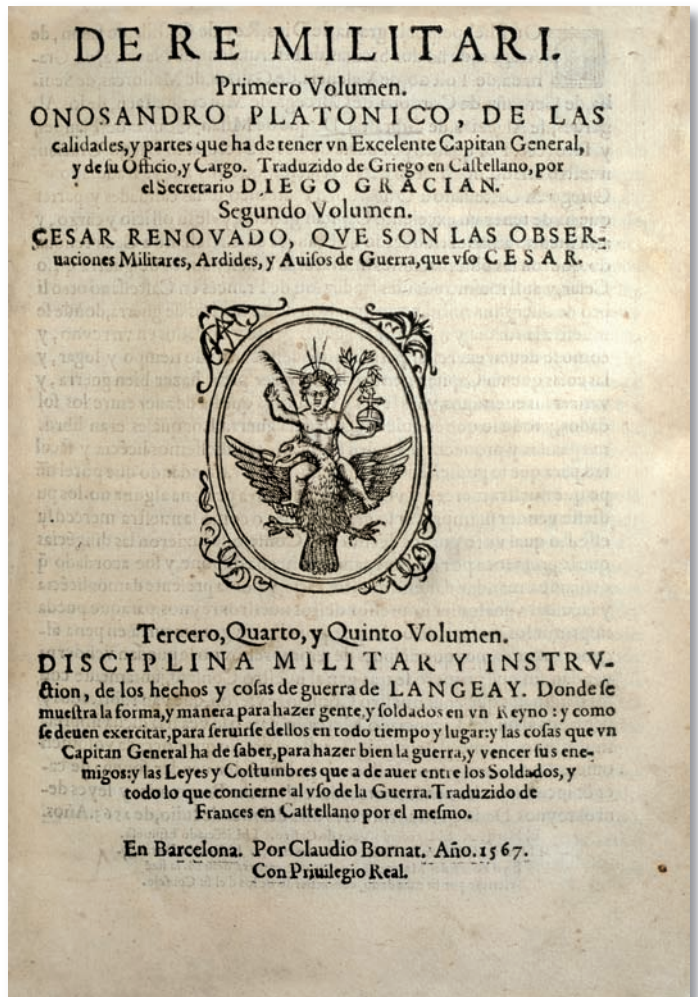 DE RE MILITARI.
Primero Volumen.
ONOSANDRO PLATONICO, DE LAS
calidades, y partes que ha de tener vn Excelente Capitan General,
y de ſu Officio, y Cargo. Traduzido de Griego en Caſtellano, por
el Secretario DIEGO GRACIAN.
Segundo Volumen.
CESAR RENOVADO, QVE SON LAS OBSER-
uaciones Militares, Ardides, y Auiſos de Guerra, que vſo CESAR.
Tercero, Quarto, y Quinto Volumen.
DISCIPLINA MILITAR Y INSTRV-
ction, de los hechos y coſas de guerra de LANGEAY. Donde ſe
mueſtra la forma, y manera para hazer gente, y ſoldados en vn Reyno: y como
ſe deuen exercitar, para ſeruirſe dellos en todo tiempo y lugar: y las coſas que vn
Capitan General ha de ſaber, para hazer bien la guerra, y vencer ſus ene-
migos: y las Leyes y Coſtumbres que a de auer entre los Soldados, y
todo lo que concierne al vſo de la Guerra. Traduzido de
Frances en Caſtellano por el meſmo.
En Barcelona. Por Claudio Bornat. Año. 1567.
Con Priuilegio Real.